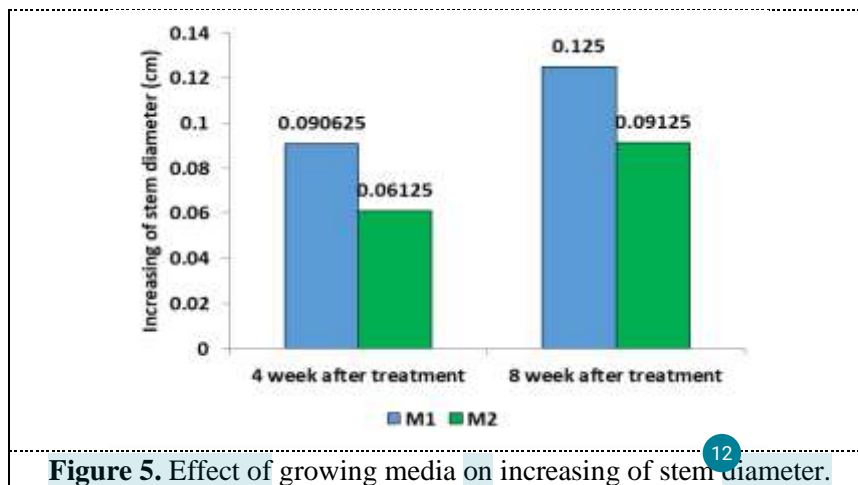 Increasing of stem diameter (cm)
0.14
0.12
0.1
0.08
0.06
0.04
0.02
0
0.090625
0.06125
0.125
0.09125
4 week after treatment
8 week after treatment
M1 M2
12
Figure 5. Effect of growing media on increasing of stem diameter.